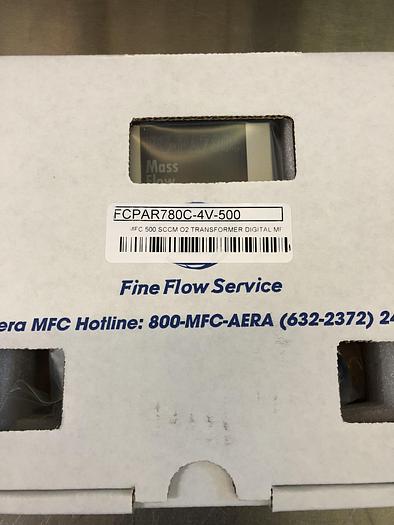 Mass
Flow
FCPAR780C-4V-500
MFC 500 SCCM O2 TRANSFORMER DIGITAL MF
Fine Flow Service
era MFC Hotline: 800-MFC-AERA (632-2372) 24